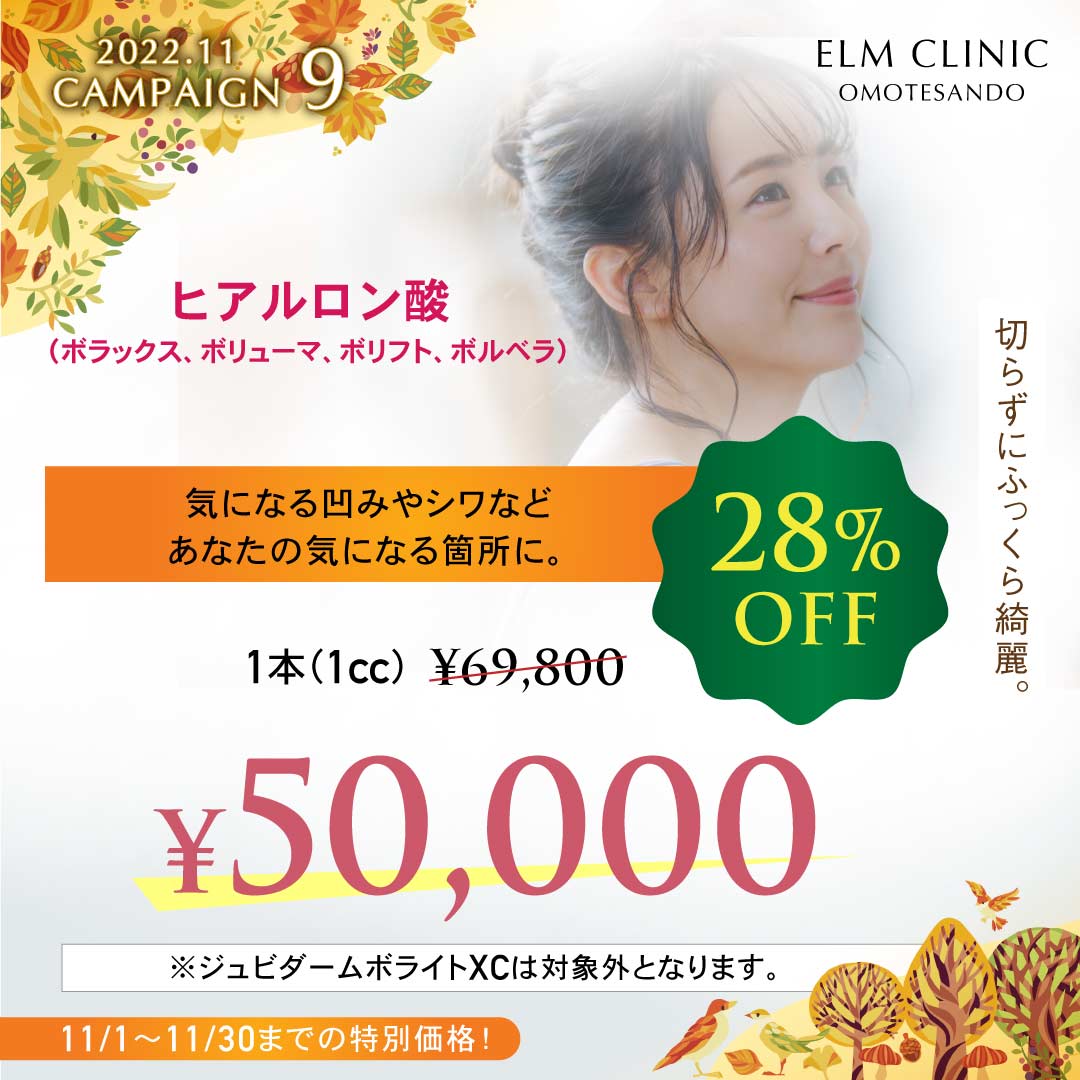 2022.11
CAMPAIGN 9
ELM CLINIC
OMOTESANDO
ヒアルロン酸
（ボラックス、ボリューマ、ボリフト、ボルベラ）
切らずにふっくら綺麗。
気になる凹みやシワなど
あなたの気になる箇所に。
28%
OFF
1本（1cc） ¥69,800
¥50,000
※ジュビダームボライトXCは対象外となります。
11/1～11/30までの特別価格！